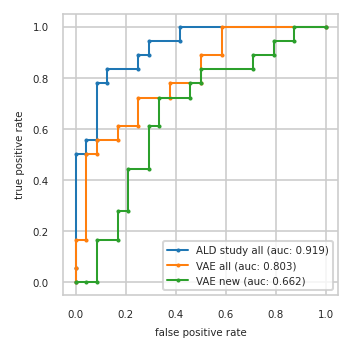 1.0
0.8
0.6
0.4
0.2
0.0
true positive rate
ALD study all (auc: 0.919)
VAE all (auc: 0.803)
VAE new (auc: 0.662)
0.0 0.2 0.4 0.6 0.8 1.0
false positive rate